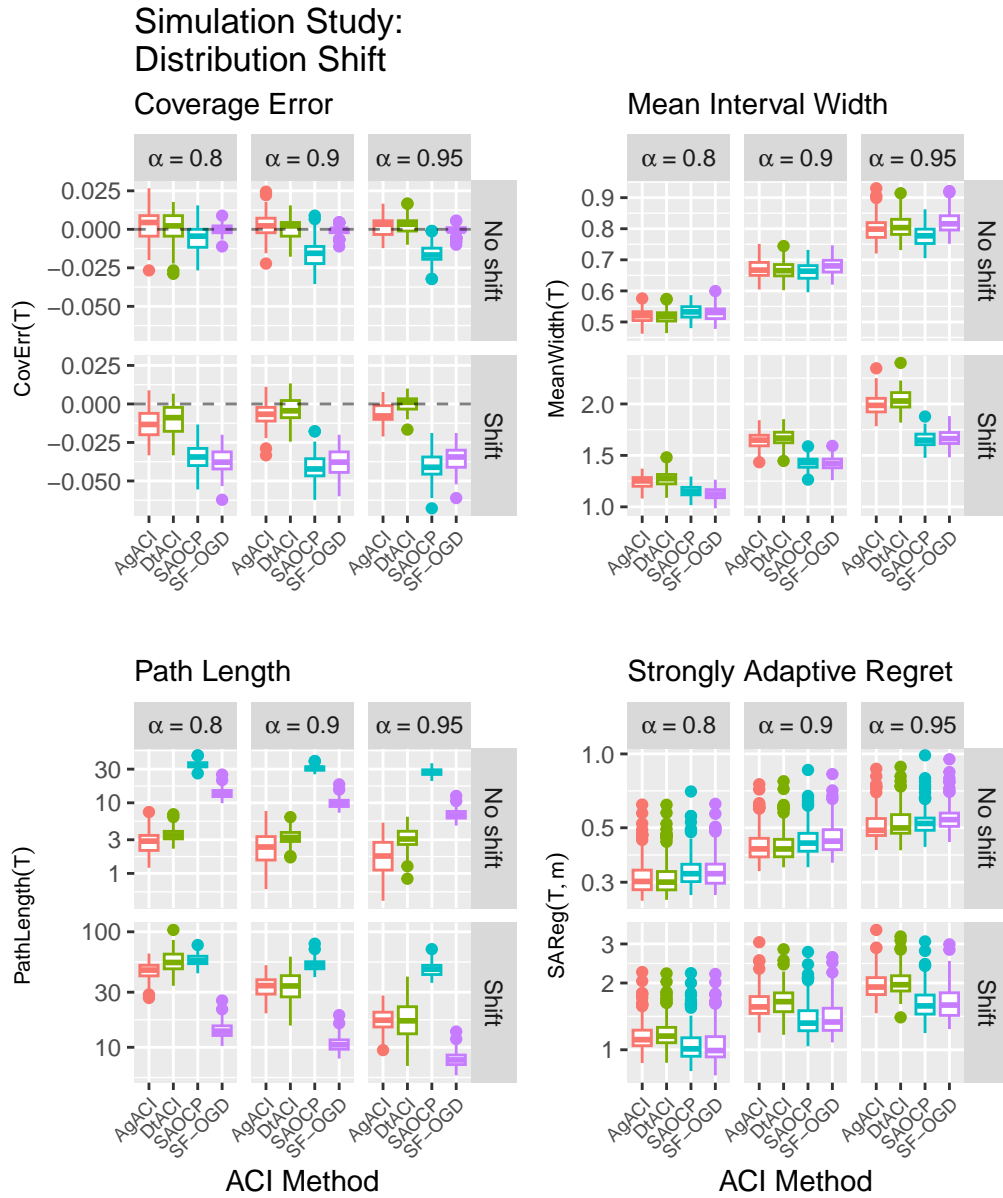 Simulation Study:
Distribution Shift
Coverage Error
α = 0.8
α = 0.9
α = 0.95
No shift
Shift
0.025
0.000
−0.025
−0.050
0.025
0.000
−0.025
−0.050
CovErr(T)
AgACI
DtACI
SAOCP
SF−OGD
AgACI
DtACI
SAOCP
SF−OGD
AgACI
DtACI
SAOCP
SF−OGD
Mean Interval Width
α = 0.8
α = 0.9
α = 0.95
No shift
Shift
0.9
0.8
0.7
0.6
0.5
2.0
1.5
1.0
MeanWidth(T)
AgACI
DtACI
SAOCP
SF−OGD
AgACI
DtACI
SAOCP
SF−OGD
AgACI
DtACI
SAOCP
SF−OGD
Path Length
α = 0.8
α = 0.9
α = 0.95
No shift
Shift
30
10
3
1
100
30
10
PathLength(T)
AgACI
DtACI
SAOCP
SF−OGD
AgACI
DtACI
SAOCP
SF−OGD
AgACI
DtACI
SAOCP
SF−OGD
ACI Method
Strongly Adaptive Regret
α = 0.8
α = 0.9
α = 0.95
No shift
Shift
1.0
0.5
0.3
3
2
1
SAReg(T, m)
AgACI
DtACI
SAOCP
SF−OGD
AgACI
DtACI
SAOCP
SF−OGD
AgACI
DtACI
SAOCP
SF−OGD
ACI Method